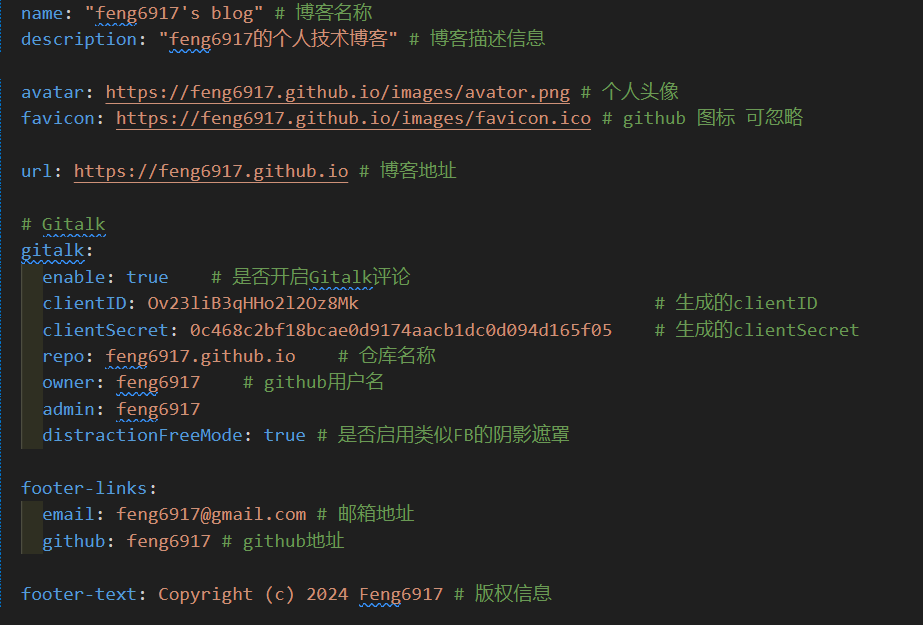 name: "feng6917's blog" # 博客名称
description: "feng6917的个人技术博客" # 博客描述信息
avatar: https://feng6917.github.io/images/avator.png # 个人头像
favicon: https://feng6917.github.io/images/favicon.ico # github 图标 可忽略
url: https://feng6917.github.io # 博客地址
# Gitalk
gitalk:
enable: true # 是否开启Gitalk评论
clientID: Ov23liB3qHHo2l2Oz8Mk # 生成的clientID
clientSecret: 0c468c2bf18bcae0d9174aacb1dc0d094d165f05 # 生成的clientSecret
repo: feng6917.github.io # 仓库名称
owner: feng6917 # github用户名
admin: feng6917
distractionFreeMode: true # 是否启用类似FB的阴影遮罩
footer-links:
email: feng6917@gmail.com # 邮箱地址
github: feng6917 # github地址
footer-text: Copyright (c) 2024 Feng6917 # 版权信息